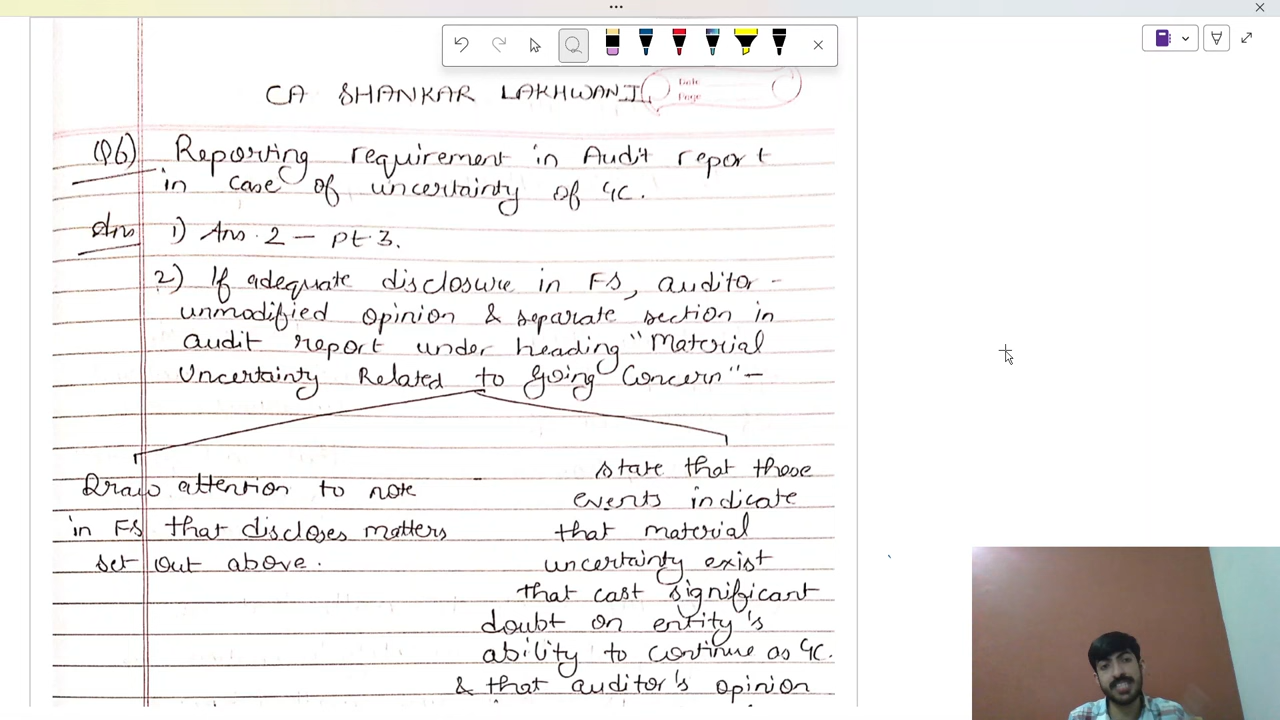 CA SHANKAR LAKHWANI
Date
Page
Q6) Reporting requirement in Audit report
in case of uncertainty of GC.
Ans 1) Ans. 2 - pt. 3.
2) If adequate disclosure in FS, auditor -
unmodified opinion & separate section in
audit report under heading "Material
Uncertainty Related to Going Concern" -
Draw attention to note
in FS that discloses matters
set out above.
state that those
events indicate
that material
uncertainty exist
that cast significant
doubt on entity's
ability to continue as GC.
& that auditor's opinion